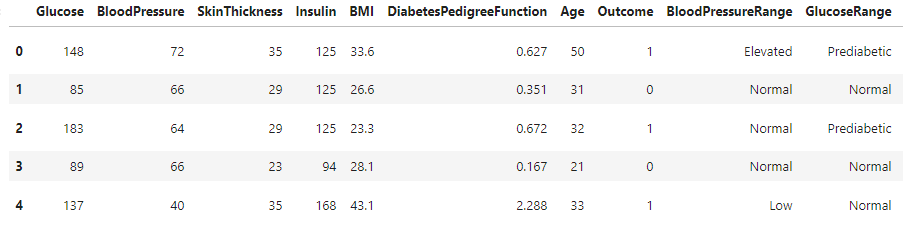 Glucose BloodPressure SkinThickness Insulin BMI DiabetesPedigreeFunction Age Outcome BloodPressureRange GlucoseRange
0 148 72 35 125 33.6 0.627 50 1 Elevated Prediabetic
1 85 66 29 125 26.6 0.351 31 0 Normal Normal
2 183 64 29 125 23.3 0.672 32 1 Normal Prediabetic
3 89 66 23 94 28.1 0.167 21 0 Normal Normal
4 137 40 35 168 43.1 2.288 33 1 Low Normal